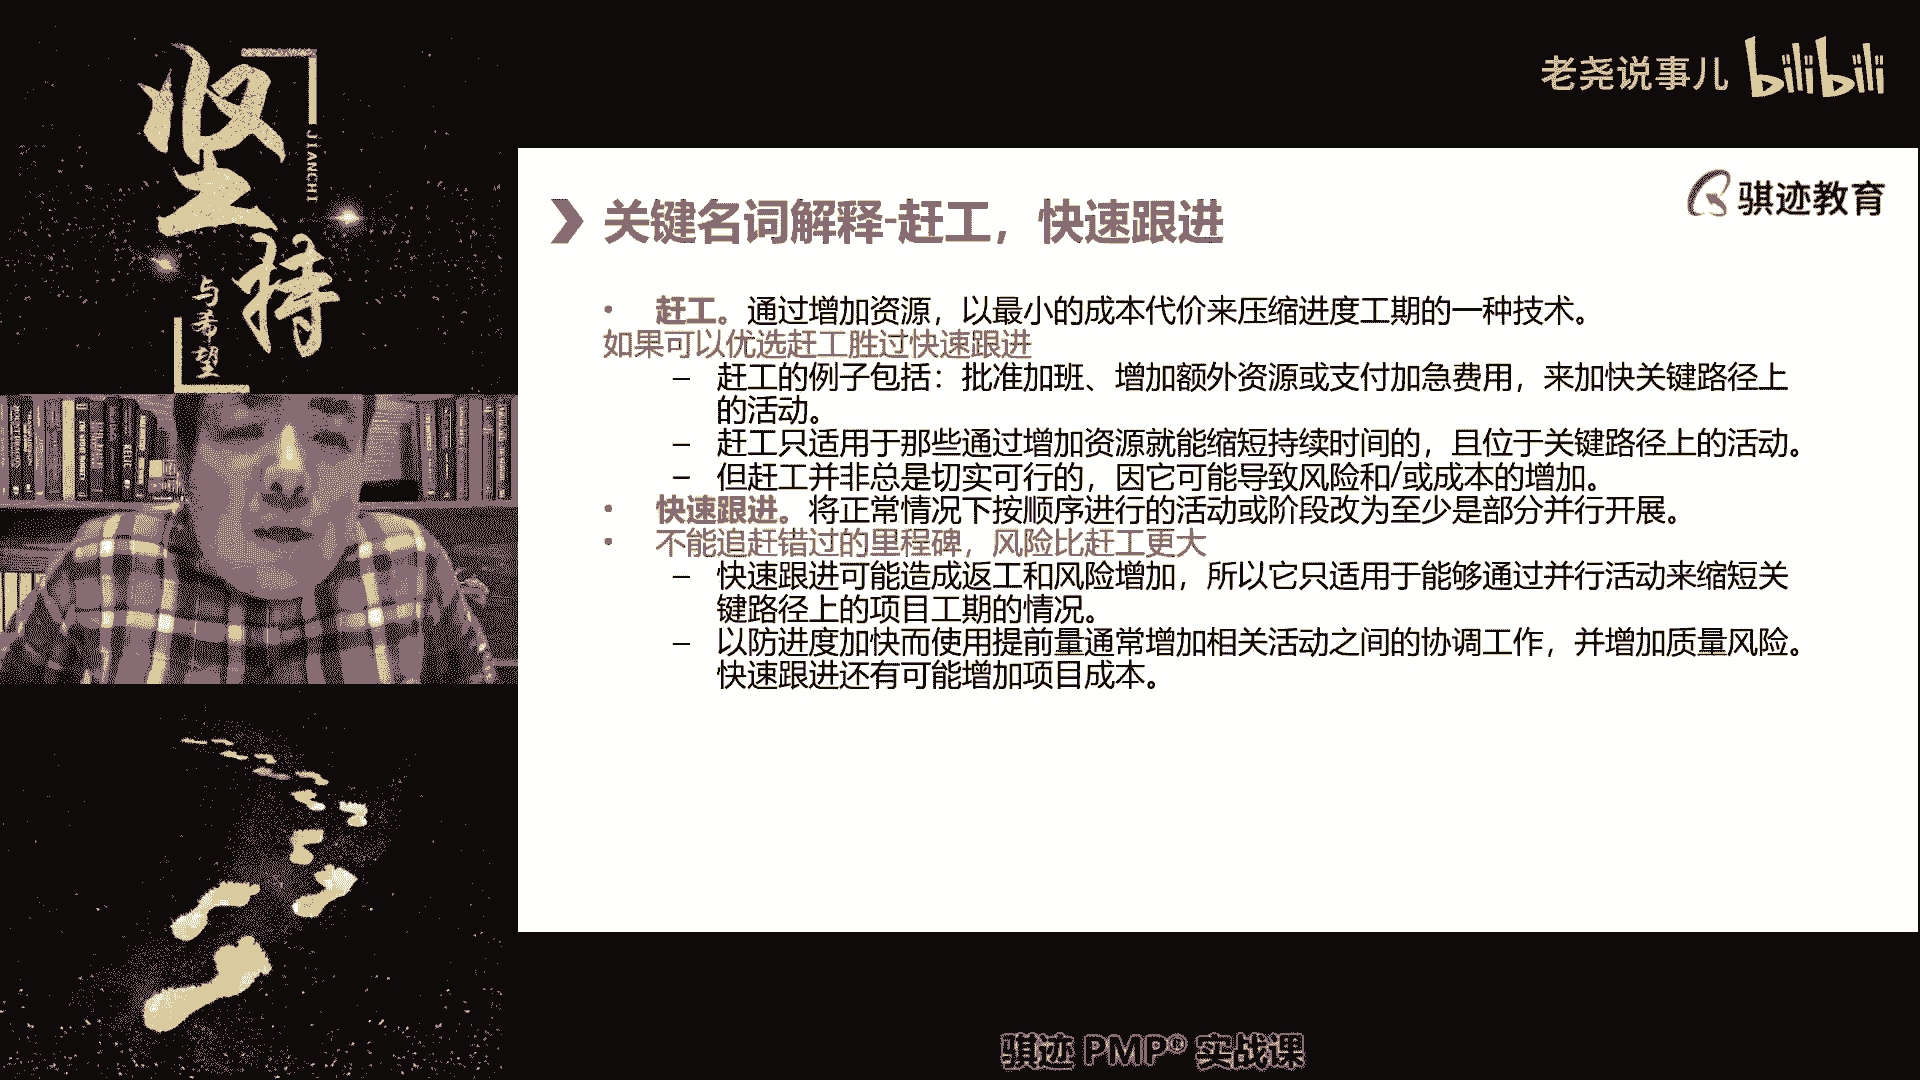 坚持
JIANCHI
与希望
老尧说事儿 bilibili
骐迹教育
关键名词解释-赶工，快速跟进
• 赶工。通过增加资源，以最小的成本代价来压缩进度工期的一种技术。
如果可以优选赶工胜过快速跟进
– 赶工的例子包括：批准加班、增加额外资源或支付加急费用，来加快关键路径上
的活动。
– 赶工只适用于那些通过增加资源就能缩短持续时间的，且位于关键路径上的活动。
– 但赶工并非总是切实可行的，因它可能导致风险和/或成本的增加。
• 快速跟进。将正常情况下按顺序进行的活动或阶段改为至少是部分并行开展。
• 不能追赶错过的里程碑，风险比赶工更大
– 快速跟进可能造成返工和风险增加，所以它只适用于能够通过并行活动来缩短关
键路径上的项目工期的情况。
– 以防进度加快而使用提前量通常增加相关活动之间的协调工作，并增加质量风险。
快速跟进还有可能增加项目成本。
骐迹 PMP® 实战课